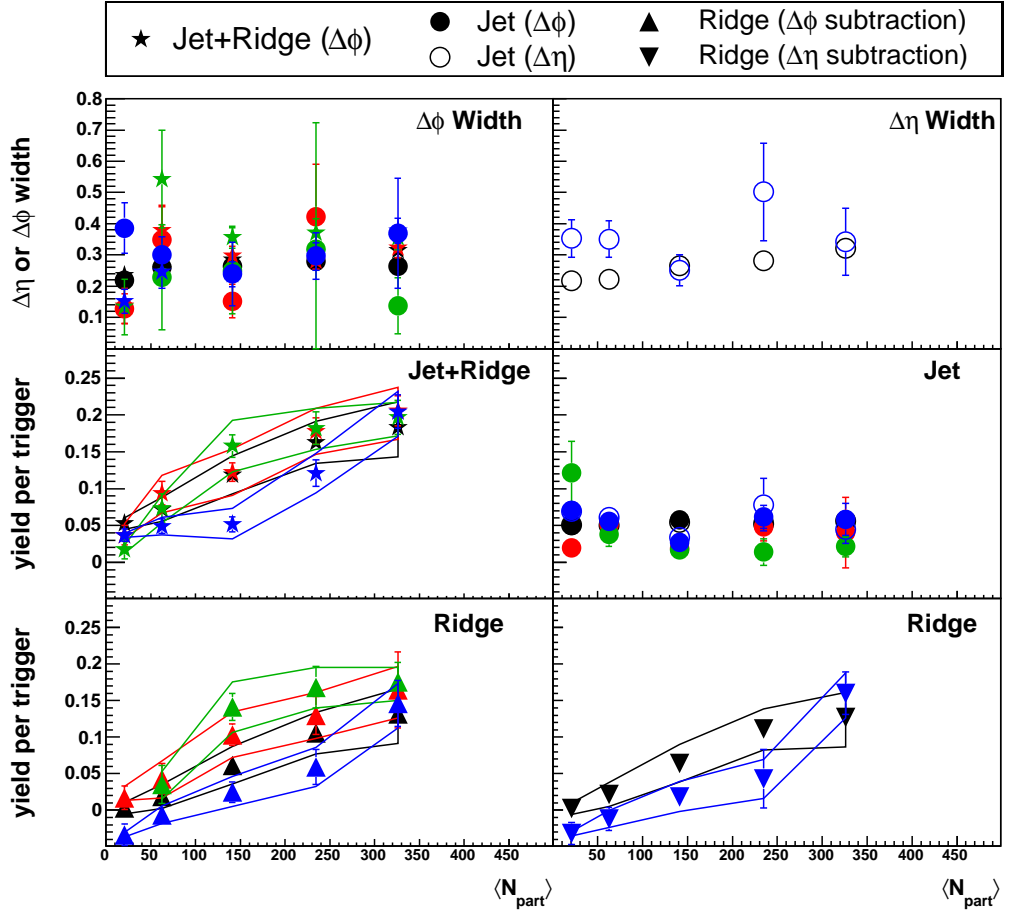 ★ Jet+Ridge (Δφ)
● Jet (Δφ)
○ Jet (Δη)
▲ Ridge (Δφ subtraction)
▼ Ridge (Δη subtraction)
Δη or Δφ width
0.8
0.7
0.6
0.5
0.4
0.3
0.2
0.1
Δφ Width
Δη Width
yield per trigger
0.25
0.2
0.15
0.1
0.05
0
Jet+Ridge
Jet
yield per trigger
0.25
0.2
0.15
0.1
0.05
0
Ridge
Ridge
0 50 100 150 200 250 300 350 400 450
50 100 150 200 250 300 350 400 450
⟨N_part⟩
⟨N_part⟩